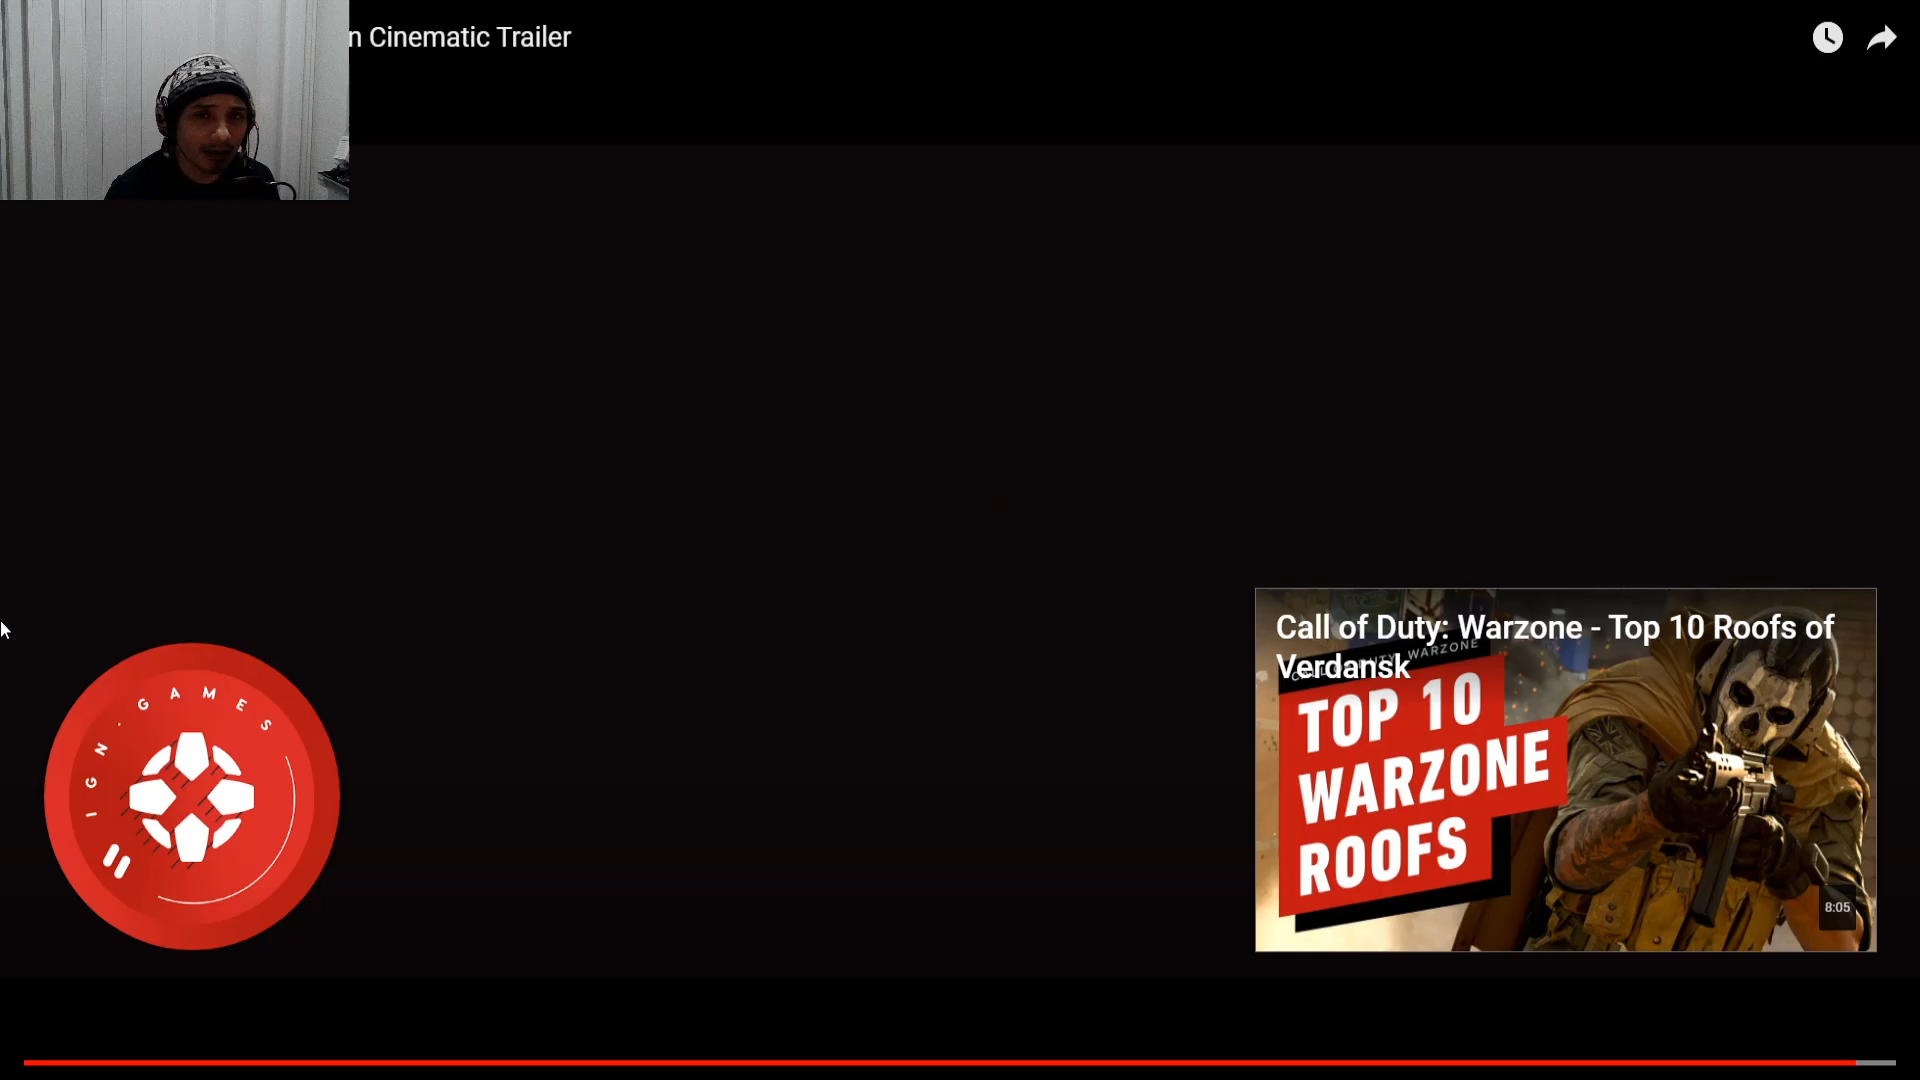 n Cinematic Trailer
Call of Duty: Warzone - Top 10 Roofs of
Verdansk
WARZONE
TOP 10
WARZONE
ROOFS
8:05
IGN · GAMES